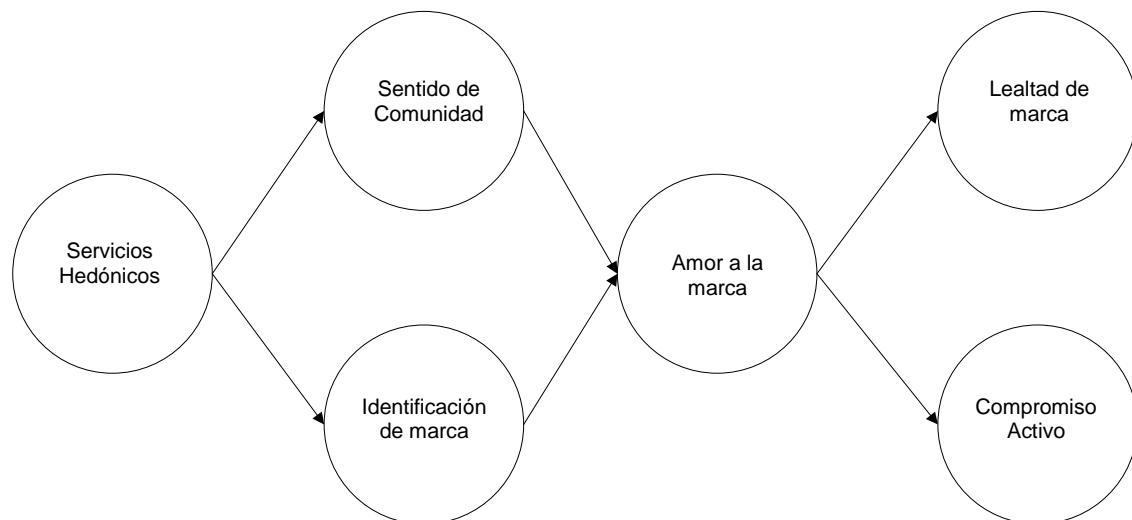 Sentido de
Comunidad
Lealtad de
marca
Servicios
Hedónicos
Amor a la
marca
Identificación
de marca
Compromiso
Activo